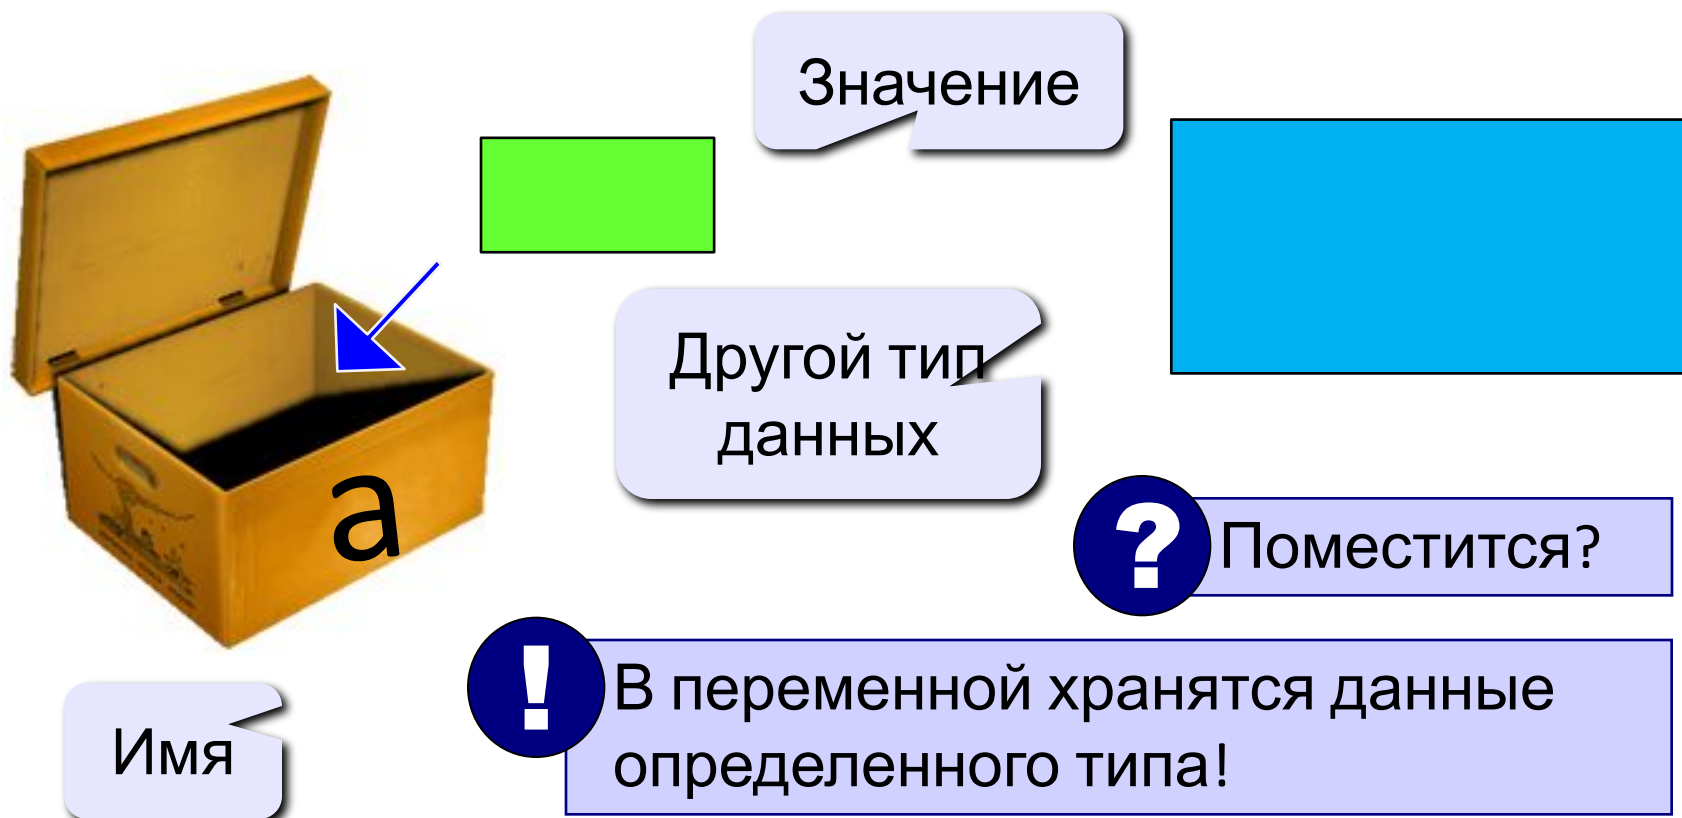 Значение
Другой тип
данных
a
? Поместится?
! В переменной хранятся данные
определенного типа!
Имя